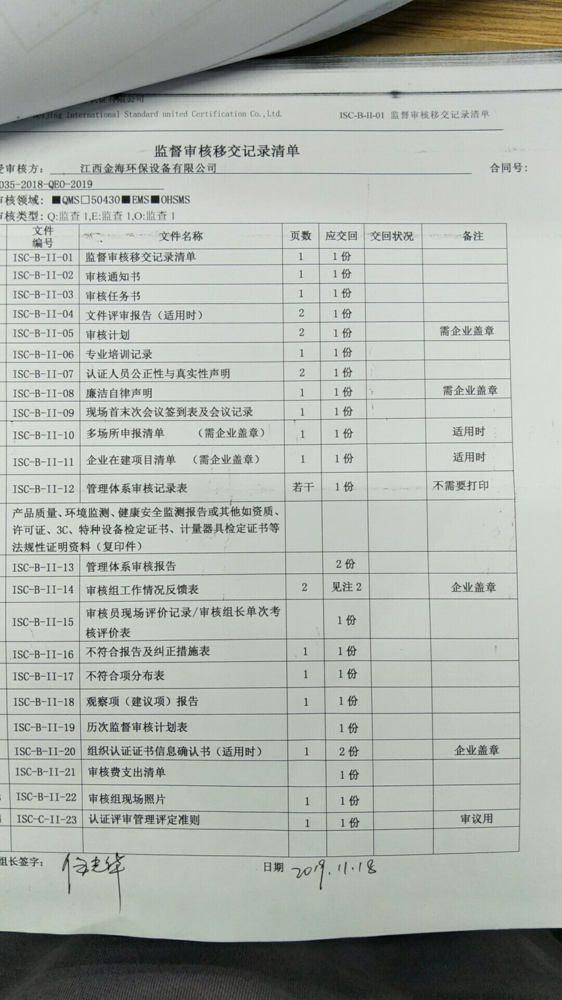 认证有限公司
Beijing International Standard united Certification Co.,Ltd. ISC-B-II-01 监督审核移交记录清单
监督审核移交记录清单
受审核方： 江西金海环保设备有限公司 合同号：
035-2018-QEO-2019
审核领域：■QMS□50430■EMS■OHSMS
审核类型：Q:监查 1,E:监查 1,O:监查 1
文件编号 文件名称 页数 应交回 交回状况 备注
ISC-B-II-01 监督审核移交记录清单 1 1 份
ISC-B-II-02 审核通知书 1 1 份
ISC-B-II-03 审核任务书 1 1 份
ISC-B-II-04 文件评审报告（适用时） 2 1 份
ISC-B-II-05 审核计划 2 1 份 需企业盖章
ISC-B-II-06 专业培训记录 1 1 份
ISC-B-II-07 认证人员公正性与真实性声明 2 1 份
ISC-B-II-08 廉洁自律声明 1 1 份 需企业盖章
ISC-B-II-09 现场首末次会议签到表及会议记录 1 1 份
ISC-B-II-10 多场所申报清单 （需企业盖章） 1 1 份 适用时
ISC-B-II-11 企业在建项目清单 （需企业盖章） 1 1 份 适用时
ISC-B-II-12 管理体系审核记录表 若干 1 份 不需要打印
产品质量、环境监测、健康安全监测报告或其他如资质、
许可证、3C、特种设备检定证书、计量器具检定证书等
法规性证明资料（复印件）
ISC-B-II-13 管理体系审核报告 2 份
ISC-B-II-14 审核组工作情况反馈表 2 见注 2 企业盖章
ISC-B-II-15 审核员现场评价记录/审核组长单次考
核评价表 1 份
ISC-B-II-16 不符合报告及纠正措施表 1 1 份
ISC-B-II-17 不符合项分布表 1 1 份
ISC-B-II-18 观察项（建议项）报告 1 1 份
ISC-B-II-19 历次监督审核计划表 1 份
ISC-B-II-20 组织认证证书信息确认书（适用时） 1 2 份 企业盖章
ISC-B-II-21 审核费支出清单 1 份
ISC-B-II-22 审核组现场照片 1 1 份
ISC-C-II-23 认证评审管理评定准则 1 1 份 审议用
组长签字： 日期 2019.11.18